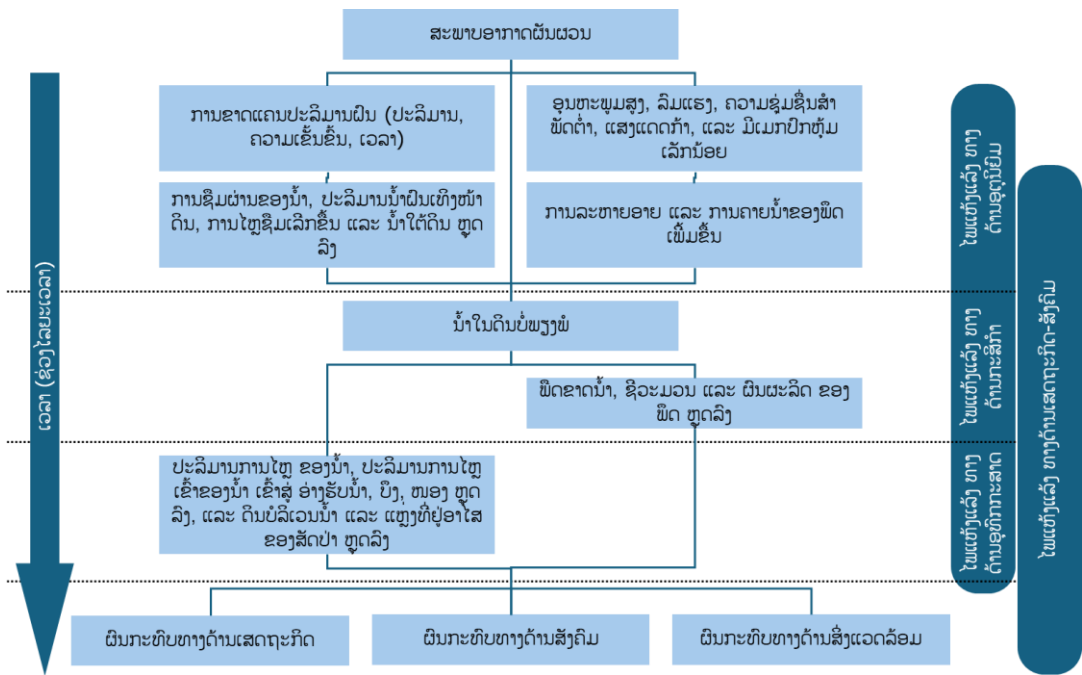 ສະພາບອາກາດຜັນຜວນ
ການຂາດແຄນປະລິມານຝົນ (ປະລິມານ,
ຄວາມເຂັ້ນຂົ້ນ, ເວລາ)
ອຸນຫະພູມສູງ, ລົມແຮງ, ຄວາມຊຸ່ມຊື່ນສຳ
ພັດຕ່ຳ, ແສງແດດກ້າ, ແລະ ມີເມກປົກຫຸ້ມ
ເລັກນ້ອຍ
ການຊຶມຜ່ານຂອງນ້ຳ, ປະລິມານນ້ຳຝົນເທິງໜ້າ
ດິນ, ການໄຫຼຊຶມເລີກຂື້ນ ແລະ ນ້ຳໃຕ້ດິນ ຫຼຸດ
ລົງ
ການລະຫາຍອາຍ ແລະ ການຄາຍນ້ຳຂອງພືດ
ເພີ່ມຂື້ນ
ນ້ຳໃນດິນບໍ່ພຽງພໍ
ພືດຂາດນ້ຳ, ຊີວະມວນ ແລະ ຜົນຜະລິດ ຂອງ
ພືດ ຫຼຸດລົງ
ປະລິມານການໄຫຼ ຂອງນ້ຳ, ປະລິມານການໄຫຼ
ເຂົ້າຂອງນ້ຳ ເຂົ້າສູ່ ອ່າງຮັບນ້ຳ, ບຶງ, ໜອງ ຫຼຸດ
ລົງ, ແລະ ດິນບໍລິເວນນ້ຳ ແລະ ແຫຼ່ງທີ່ຢູ່ອາໄສ
ຂອງສັດປ່າ ຫຼຸດລົງ
ຜົນກະທົບທາງດ້ານເສດຖະກິດ
ຜົນກະທົບທາງດ້ານສັງຄົມ
ຜົນກະທົບທາງດ້ານສິ່ງແວດລ້ອມ
ເວລາ (ຊ່ວງໄລຍະເວລາ)
ໄພແຫ້ງແລ້ງ ທາງ
ດ້ານອຸຕຸນິຍົມ
ໄພແຫ້ງແລ້ງ ທາງ
ດ້ານກະສິກຳ
ໄພແຫ້ງແລ້ງ ທາງ
ດ້ານອຸທົກກະສາດ
ໄພແຫ້ງແລ້ງ ທາງດ້ານເສດຖະກິດ-ສັງຄົມ